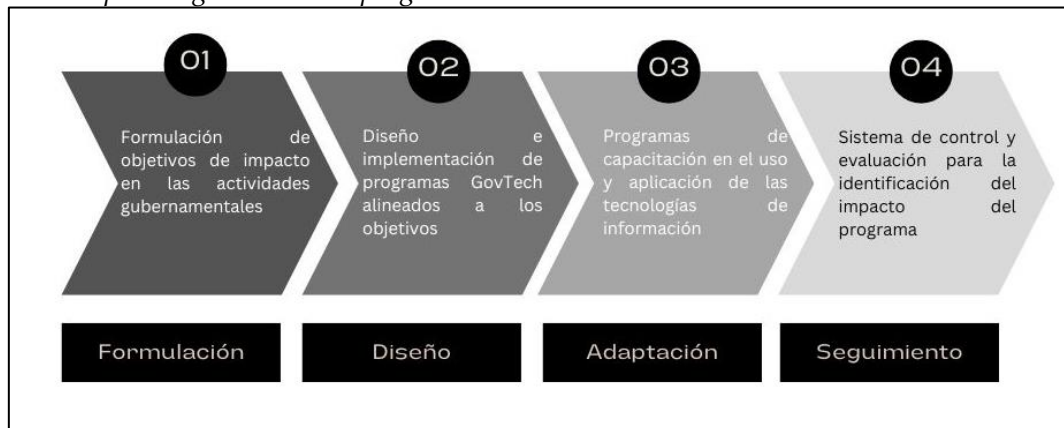 01
Formulación de
objetivos de impacto
en las actividades
gubernamentales
02
Diseño e
implementación de
programas GovTech
alineados a los
objetivos
03
Programas de
capacitación en el uso
y aplicación de las
tecnologías de
información
04
Sistema de control y
evaluación para la
identificación del
impacto del
programa
Formulación
Diseño
Adaptación
Seguimiento